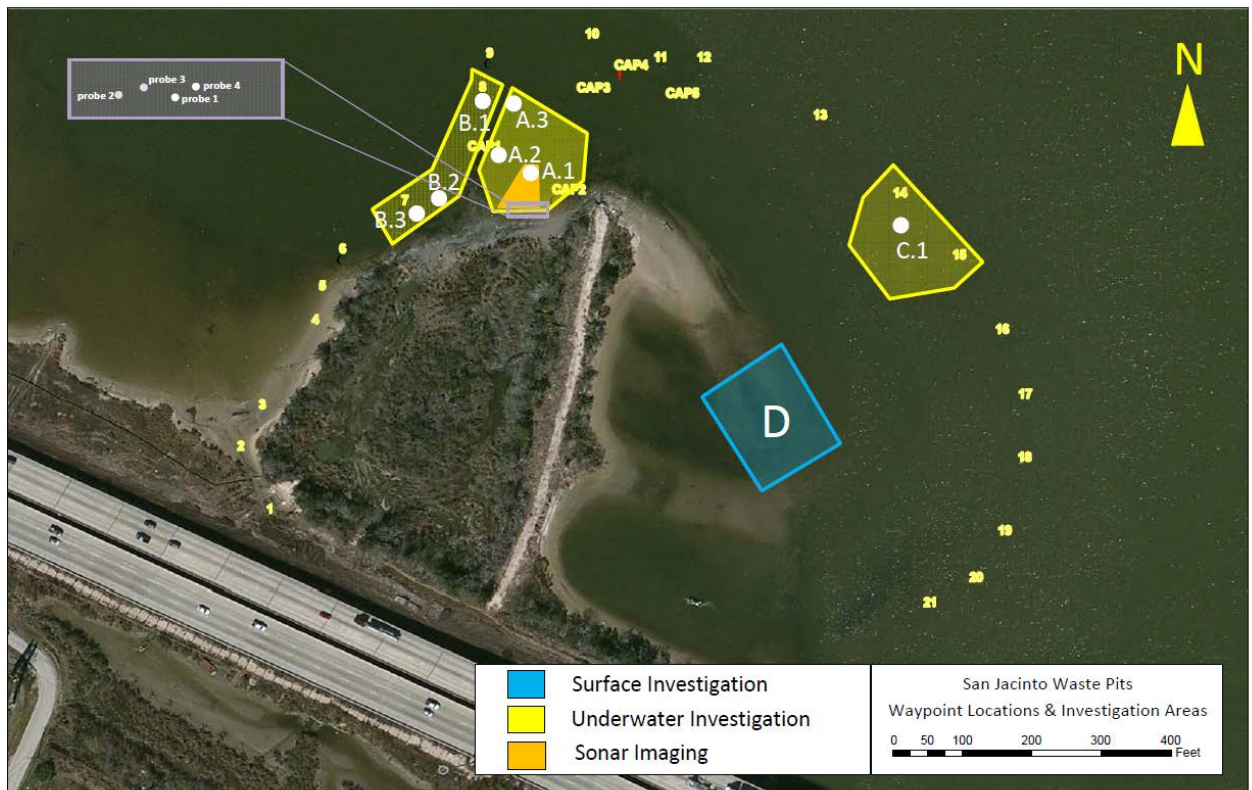 10
N
9
11
12
CAP4
CAP3
CAP5
probe 3
probe 4
probe 2
probe 1
8
B.1
A.3
13
CAP1
A.2
A.1
CAP2
14
7
B.2
B.3
C.1
15
6
5
4
16
3
17
D
2
18
1
19
20
21
Surface Investigation
Underwater Investigation
Sonar Imaging
San Jacinto Waste Pits
Waypoint Locations & Investigation Areas
0 50 100 200 300 400
Feet